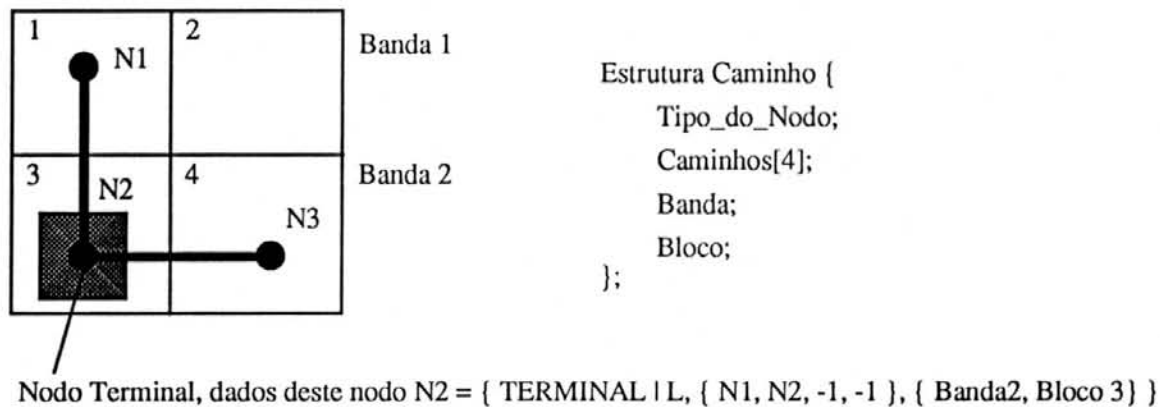 1
2
N1
Banda 1
3
N2
4
N3
Banda 2
Estrutura Caminho {
Tipo_do_Nodo;
Caminhos[4];
Banda;
Bloco;
};
Nodo Terminal, dados deste nodo N2 = { TERMINAL | L, { N1, N2, -1, -1 }, { Banda2, Bloco 3} }